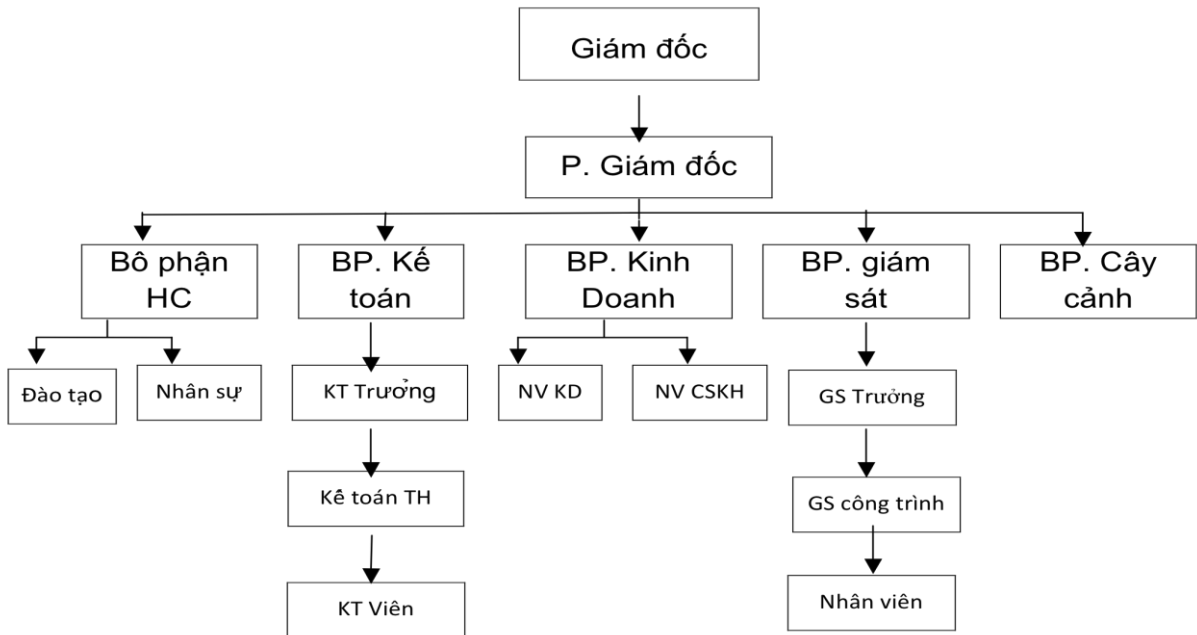 Giám đốc
P. Giám đốc
Bô phận
HC
BP. Kế
toán
BP. Kinh
Doanh
BP. giám
sát
BP. Cây
cảnh
Đào tạo
Nhân sự
KT Trưởng
NV KD
NV CSKH
GS Trưởng
Kế toán TH
GS công trình
KT Viên
Nhân viên